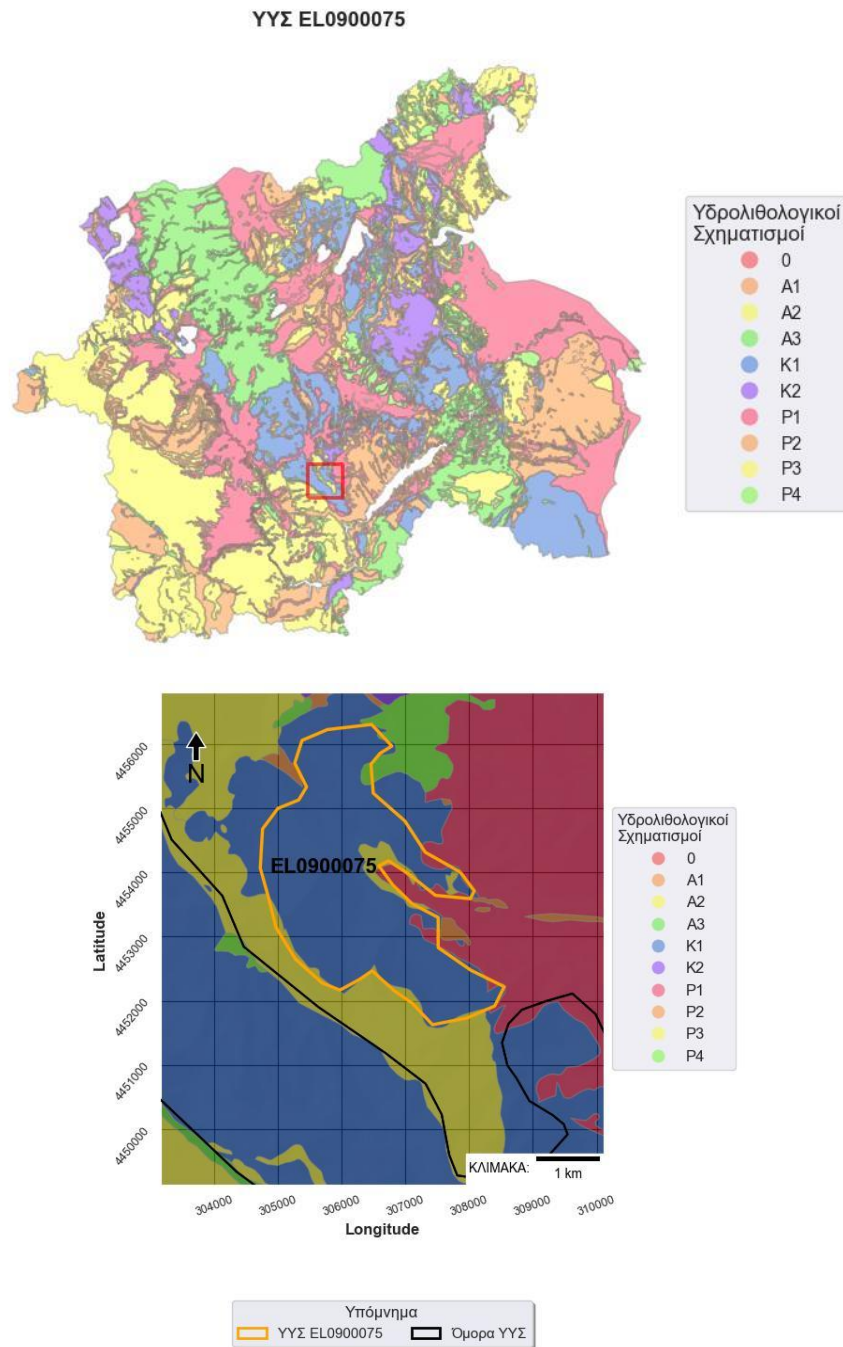 ΥΥΣ EL0900075
Υδρολιθολογικοί
Σχηματισμοί
0
A1
A2
A3
K1
K2
P1
P2
P3
P4
4456000
4455000
4454000
4453000
4452000
4451000
4450000
Latitude
N
EL0900075
ΚΛΙΜΑΚΑ:
1 km
304000
305000
306000
307000
308000
309000
310000
Longitude
Υδρολιθολογικοί
Σχηματισμοί
0
A1
A2
A3
K1
K2
P1
P2
P3
P4
Υπόμνημα
ΥΥΣ EL0900075 Όμορα ΥΥΣ